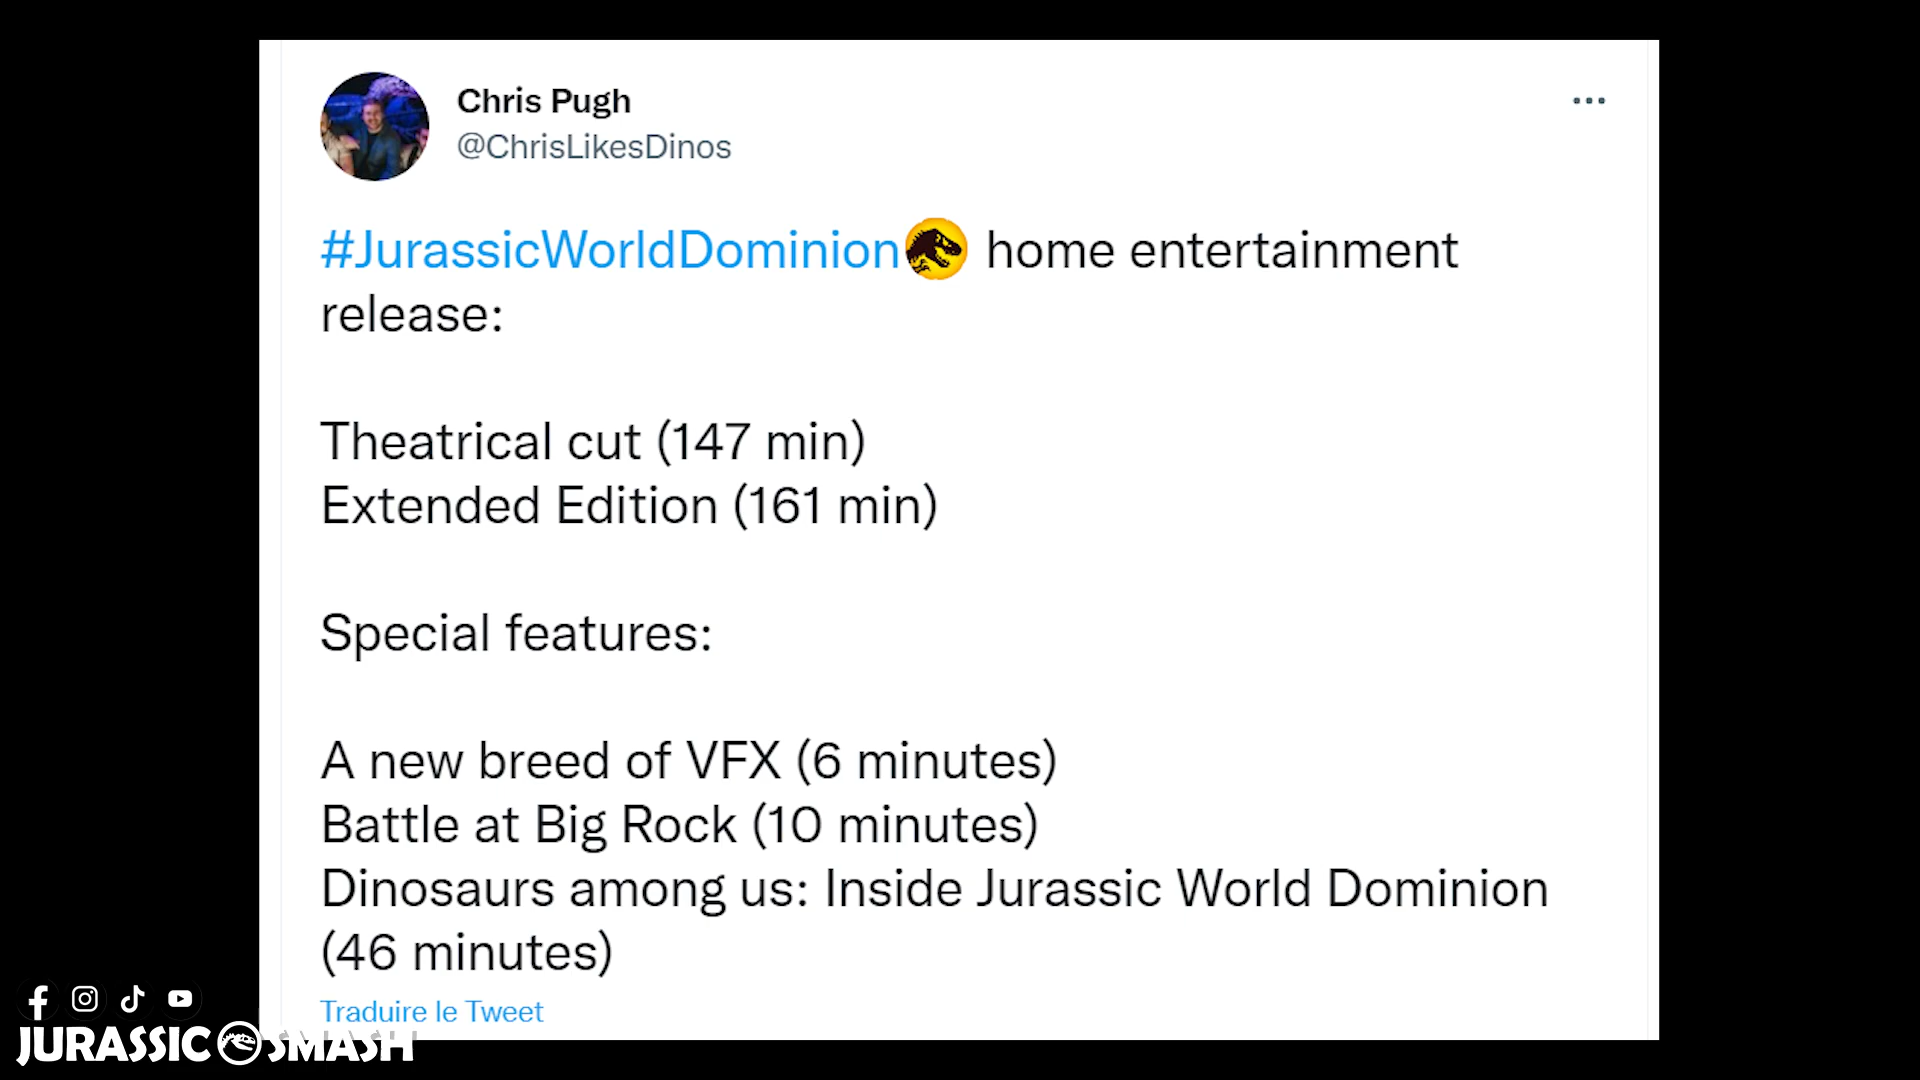 Chris Pugh
@ChrisLikesDinos
#JurassicWorldDominion home entertainment
release:
Theatrical cut (147 min)
Extended Edition (161 min)
Special features:
A new breed of VFX (6 minutes)
Battle at Big Rock (10 minutes)
Dinosaurs among us: Inside Jurassic World Dominion
(46 minutes)
Traduire le Tweet
JURASSIC SMASH